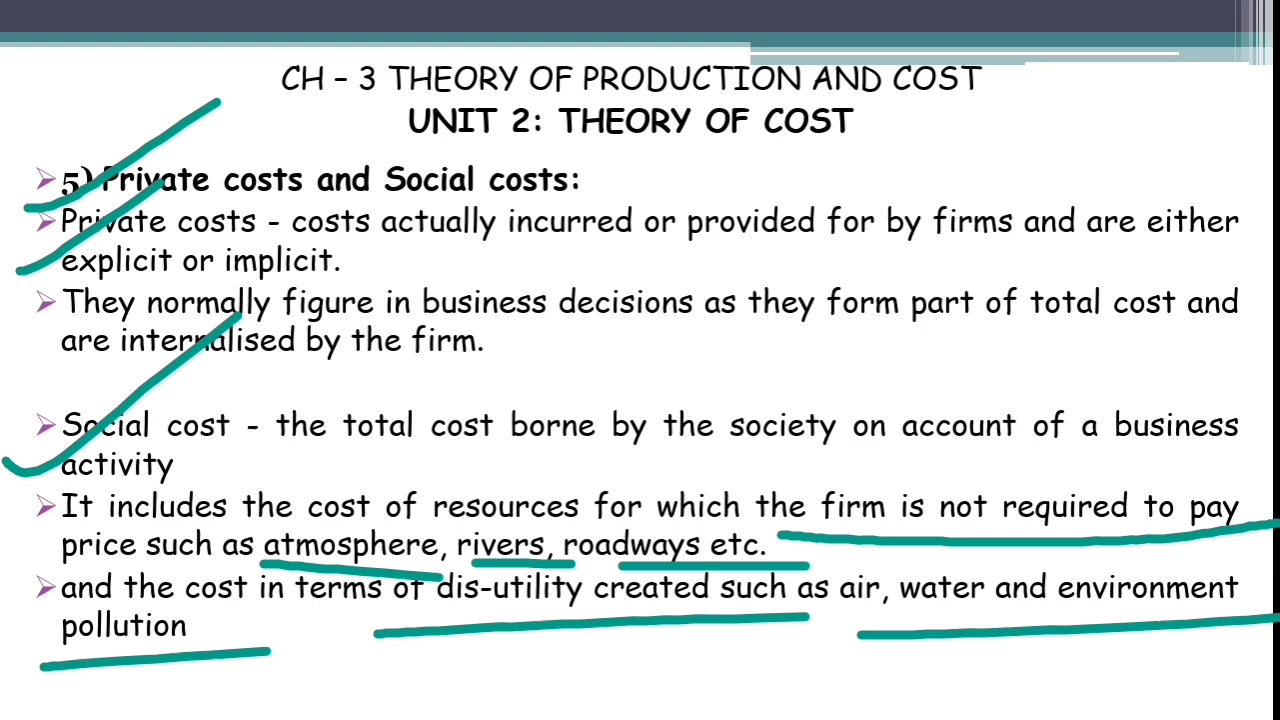 CH – 3 THEORY OF PRODUCTION AND COST
UNIT 2: THEORY OF COST
5) Private costs and Social costs:
Private costs - costs actually incurred or provided for by firms and are either
explicit or implicit.
They normally figure in business decisions as they form part of total cost and
are internalised by the firm.
Social cost - the total cost borne by the society on account of a business
activity
It includes the cost of resources for which the firm is not required to pay
price such as atmosphere, rivers, roadways etc.
and the cost in terms of dis-utility created such as air, water and environment
pollution